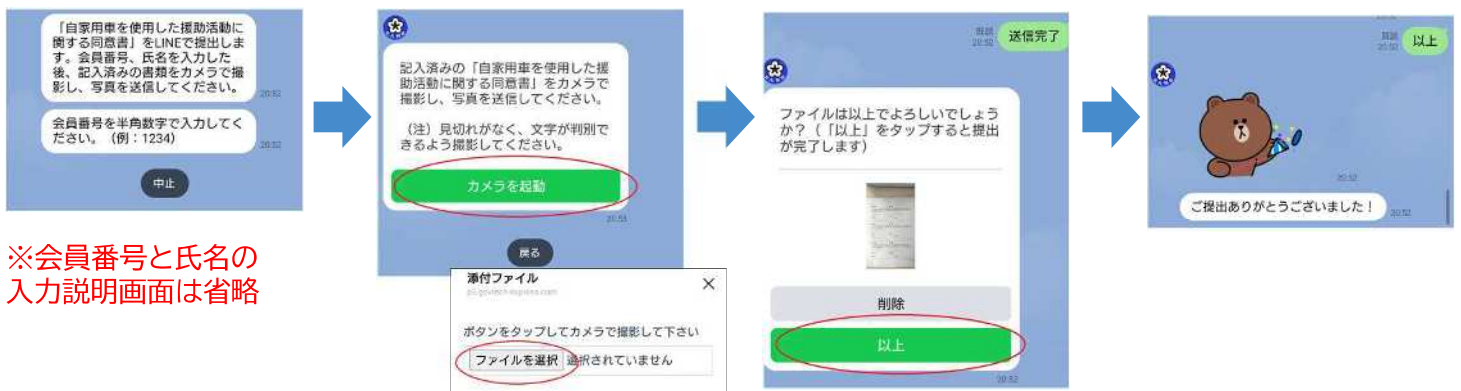 「自家用車を使用した援助活動に
関する同意書」をLINEで提出しま
す。会員番号、氏名を入力した
後、記入済みの書類をカメラで撮
影し、写真を送信してください。
20:52
会員番号を半角数字で入力してく
ださい。（例：1234）
20:52
中止
※会員番号と氏名の
入力説明画面は省略
記入済みの「自家用車を使用した援
助活動に関する同意書」をカメラで
撮影し、写真を送信してください。
（注）見切れがなく、文字が判別で
きるよう撮影してください。
カメラを起動
20:53
戻る
添付ファイル
ボタンをタップしてカメラで撮影して下さい
ファイルを選択 選択されていません
既読
20:52
送信完了
ファイルは以上でよろしいでしょう
か？（「以上」をタップすると提出
が完了します）
削除
以上
20:52
既読
20:52
以上
20:52
ご提出ありがとうございました！
20:52